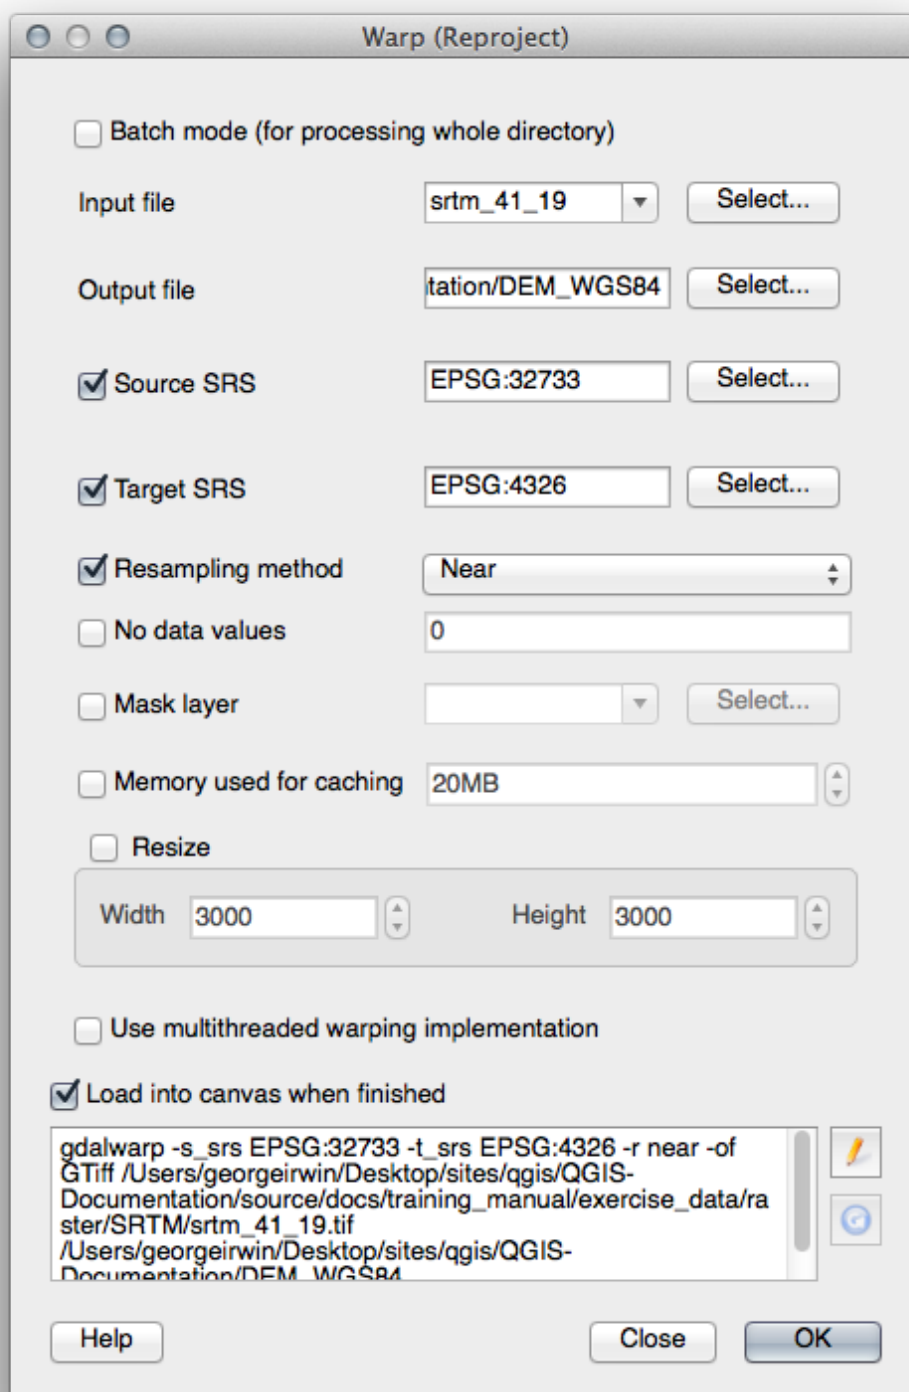 Warp (Reproject)
Batch mode (for processing whole directory)
Input file srtm_41_19 Select...
Output file tation/DEM_WGS84 Select...
Source SRS EPSG:32733 Select...
Target SRS EPSG:4326 Select...
Resampling method Near
No data values 0
Mask layer Select...
Memory used for caching 20MB
Resize
Width 3000 Height 3000
Use multithreaded warping implementation
Load into canvas when finished
gdalwarp -s_srs EPSG:32733 -t_srs EPSG:4326 -r near -of
GTiff /Users/georgeirwin/Desktop/sites/qgis/QGIS-
Documentation/source/docs/training_manual/exercise_data/ra
ster/SRTM/srtm_41_19.tif
/Users/georgeirwin/Desktop/sites/qgis/QGIS-
Documentation/DEM_WGS84
Help Close OK